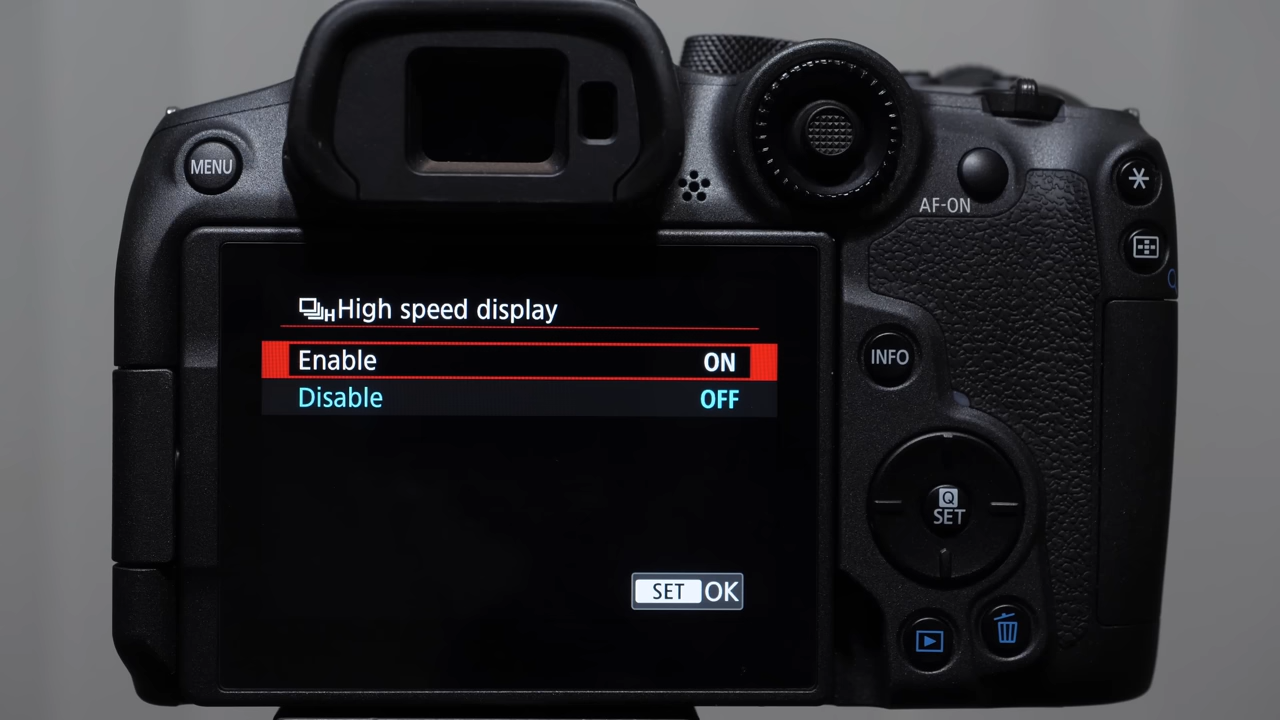 MENU
AF-ON
High speed display
Enable ON
Disable OFF
INFO
Q
SET
SET OK